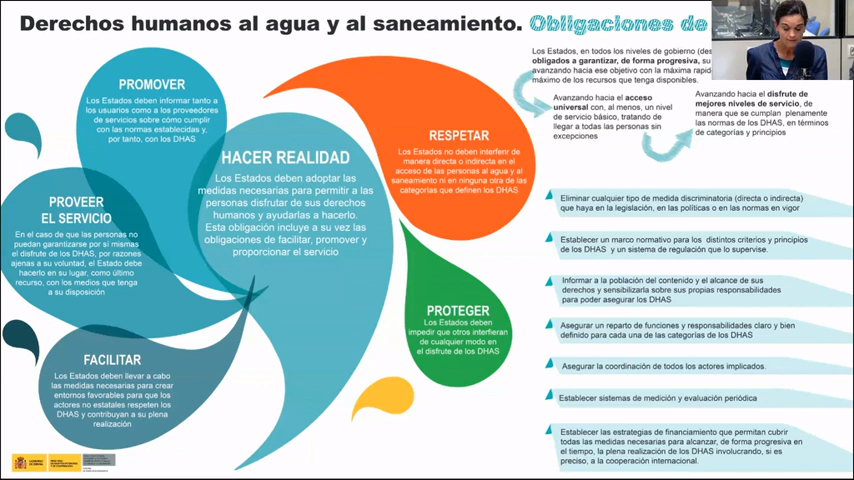 Derechos humanos al agua y al saneamiento. Obligaciones de
Los Estados, en todos los niveles de gobierno (des
obligados a garantizar, de forma progresiva, su
avanzando hacia ese objetivo con la máxima rapid
máximo de los recursos que tenga disponibles.
Avanzando hacia el acceso
universal con, al menos, un nivel
de servicio básico, tratando de
llegar a todas las personas sin
excepciones
Avanzando hacia el disfrute de
mejores niveles de servicio, de
manera que se cumplan plenamente
las normas de los DHAS, en términos
de categorías y principios
PROMOVER
Los Estados deben informar tanto a
los usuarios como a los proveedores
de servicios sobre cómo cumplir
con las normas establecidas y,
por tanto, con los DHAS
HACER REALIDAD
Los Estados deben adoptar las
medidas necesarias para permitir a las
personas disfrutar de sus derechos
humanos y ayudarlas a hacerlo.
Esta obligación incluye a su vez las
obligaciones de facilitar, promover y
proporcionar el servicio
RESPETAR
Los Estados no deben interferir de
manera directa o indirecta en el
acceso de las personas al agua y al
saneamiento ni en ninguna otra de las
categorías que definen los DHAS
PROVEER
EL SERVICIO
En el caso de que las personas no
puedan garantizarse por sí mismas
el disfrute de los DHAS, por razones
ajenas a su voluntad, el Estado debe
hacerlo en su lugar, como último
recurso, con los medios que tenga
a su disposición
PROTEGER
Los Estados deben
impedir que otros interfieran
de cualquier modo en
el disfrute de los DHAS
FACILITAR
Los Estados deben llevar a cabo
las medidas necesarias para crear
entornos favorables para que los
actores no estatales respeten los
DHAS y contribuyan a su plena
realización
Eliminar cualquier tipo de medida discriminatoria (directa o indirecta)
que haya en la legislación, en las políticas o en las normas en vigor
Establecer un marco normativo para los distintos criterios y principios
de los DHAS y un sistema de regulación que lo supervise.
Informar a la población del contenido y el alcance de sus
derechos y sensibilizarla sobre sus propias responsabilidades
para poder asegurar los DHAS
Asegurar un reparto de funciones y responsabilidades claro y bien
definido para cada una de las categorías de los DHAS
Asegurar la coordinación de todos los actores implicados.
Establecer sistemas de medición y evaluación periódica
Establecer las estrategias de financiamiento que permitan cubrir
todas las medidas necesarias para alcanzar, de forma progresiva en
el tiempo, la plena realización de los DHAS involucrando, si es
preciso, a la cooperación internacional.